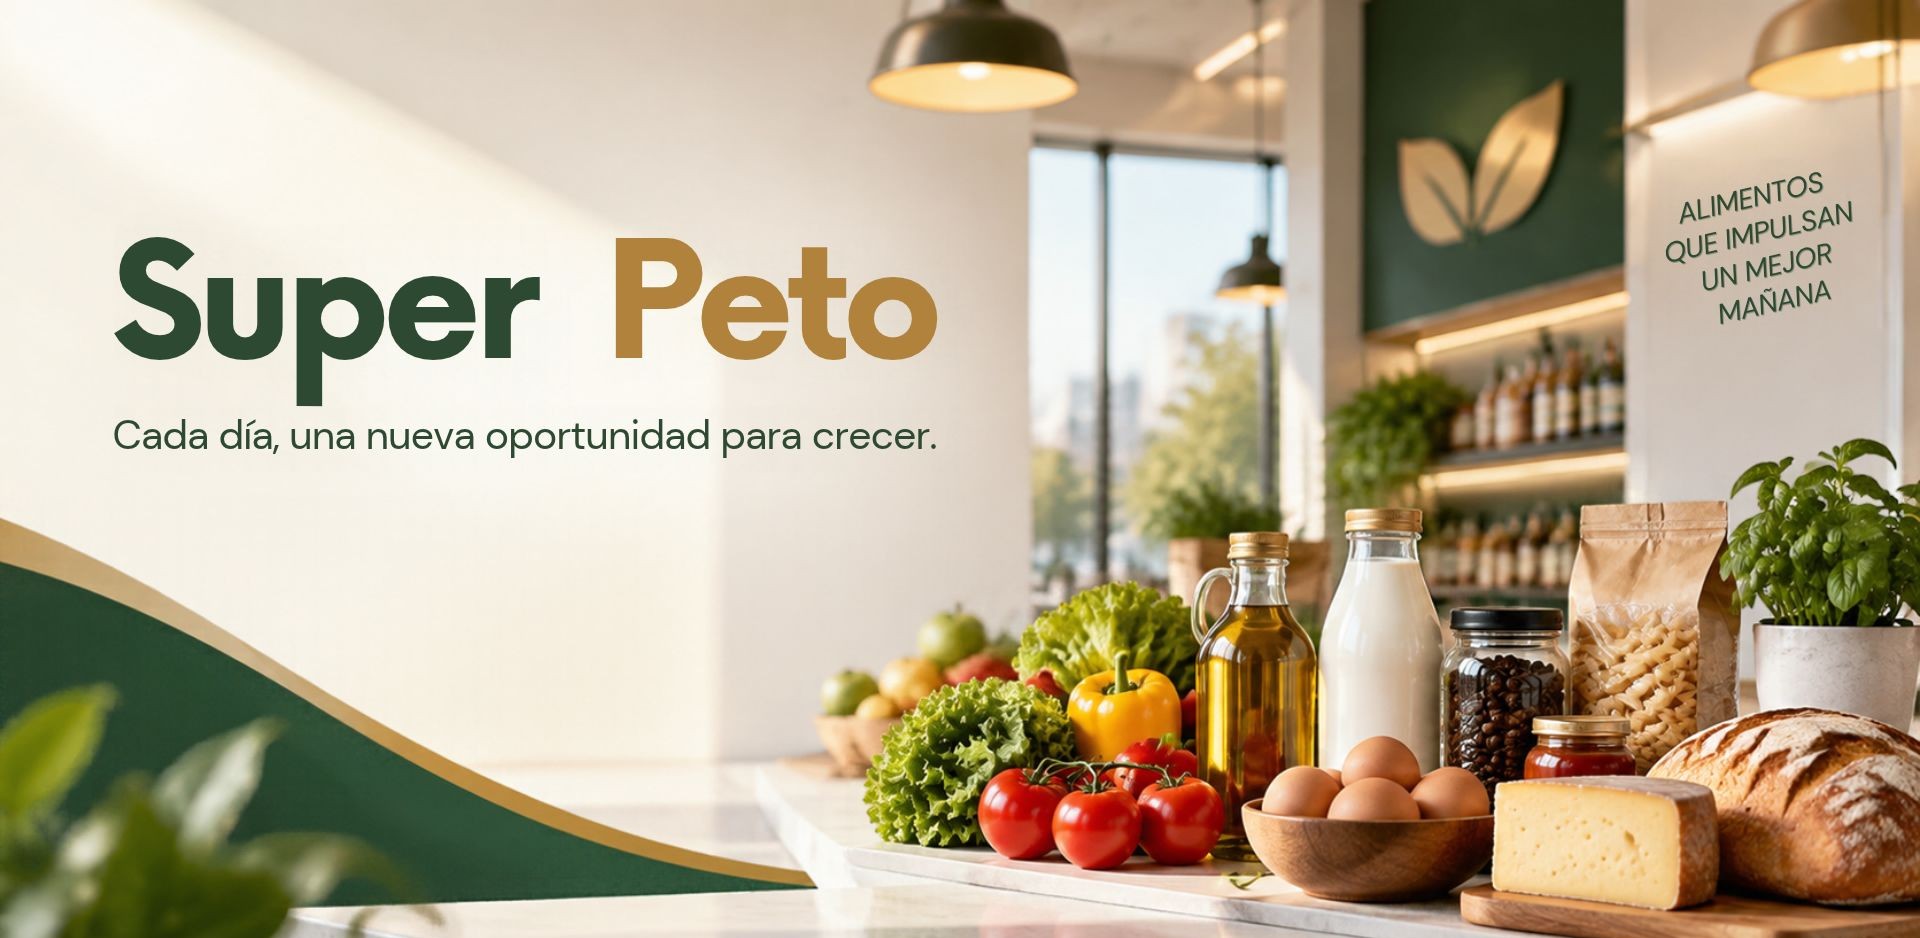 Super Peto
Cada día, una nueva oportunidad para crecer.
ALIMENTOS
QUE IMPULSAN
UN MEJOR
MAÑANA